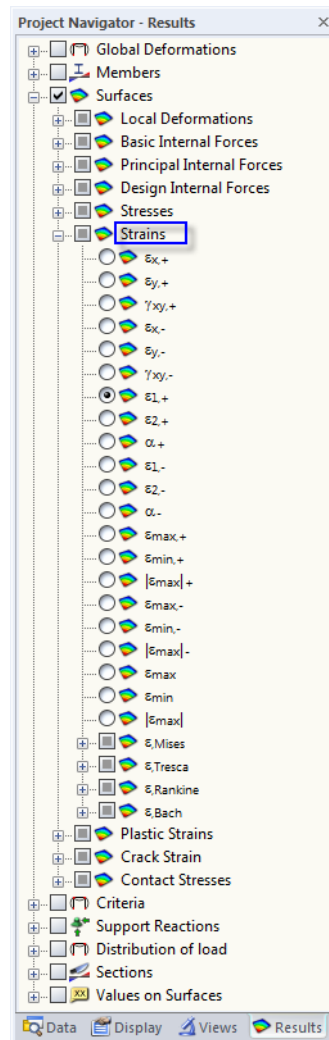 Project Navigator - Results
Global Deformations
Members
Surfaces
Local Deformations
Basic Internal Forces
Principal Internal Forces
Design Internal Forces
Stresses
Strains
εx,+
εy,+
γxy,+
εx,-
εy,-
γxy,-
ε1,+
ε2,+
α,+
ε1,-
ε2,-
α-
εmax,+
εmin,+
|εmax|+
εmax,-
εmin,-
|εmax|-
εmax
εmin
|εmax|
ε,Mises
ε,Tresca
ε,Rankine
ε,Bach
Plastic Strains
Crack Strain
Contact Stresses
Criteria
Support Reactions
Distribution of load
Sections
xx Values on Surfaces
Data Display Views Results